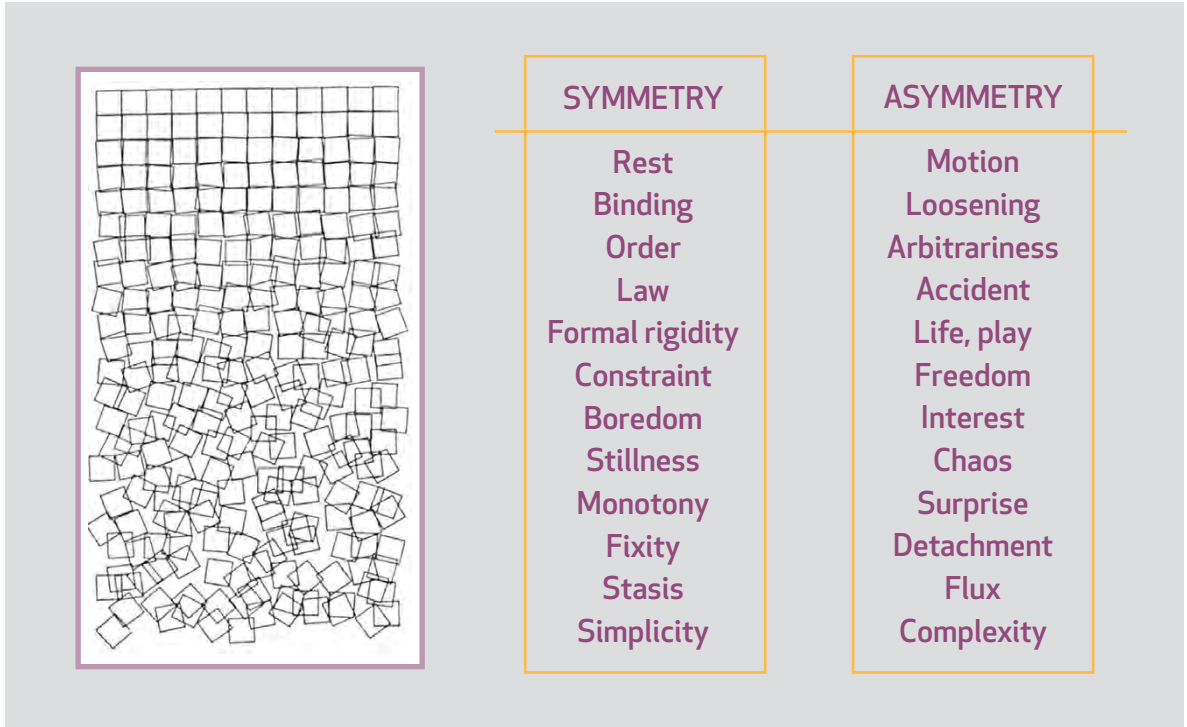 SYMMETRY
Rest
Binding
Order
Law
Formal rigidity
Constraint
Boredom
Stillness
Monotony
Fixity
Stasis
Simplicity
ASYMMETRY
Motion
Loosening
Arbitrariness
Accident
Life, play
Freedom
Interest
Chaos
Surprise
Detachment
Flux
Complexity